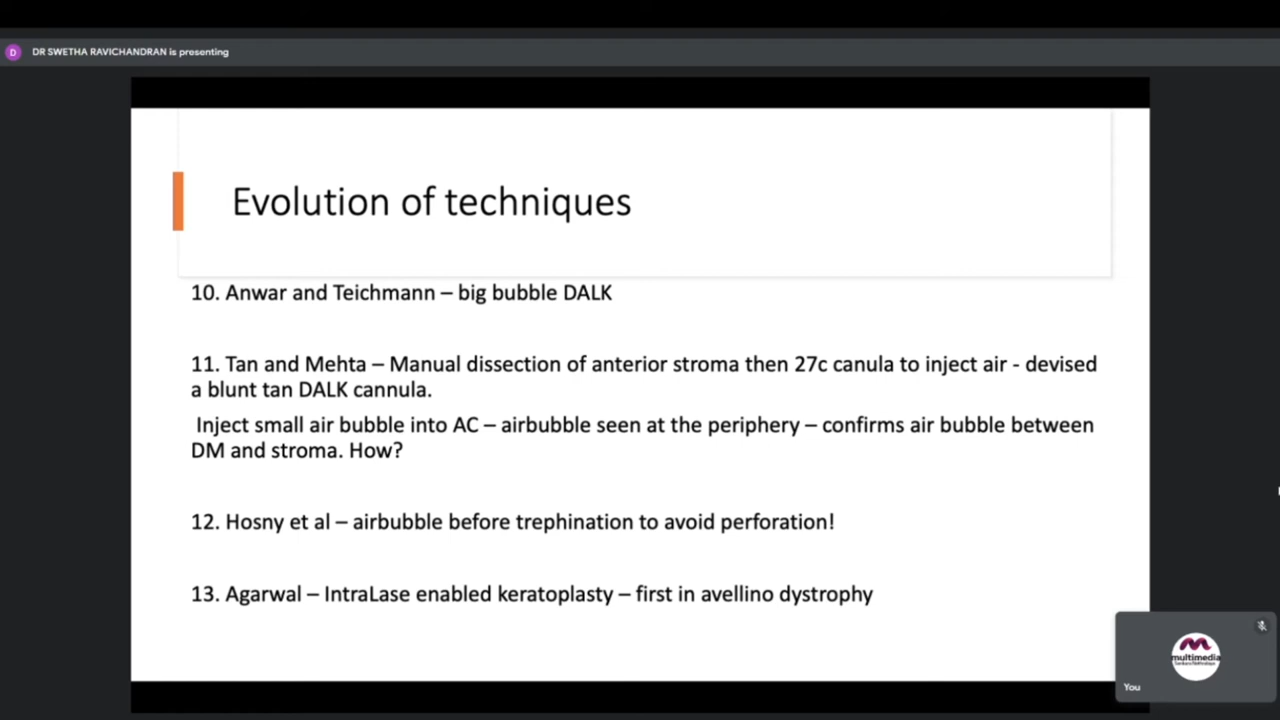 D
DR SWETHA RAVICHANDRAN is presenting
Evolution of techniques
10. Anwar and Teichmann – big bubble DALK
11. Tan and Mehta – Manual dissection of anterior stroma then 27c canula to inject air - devised
a blunt tan DALK cannula.
Inject small air bubble into AC – airbubble seen at the periphery – confirms air bubble between
DM and stroma. How?
12. Hosny et al – airbubble before trephination to avoid perforation!
13. Agarwal – IntraLase enabled keratoplasty – first in avellino dystrophy
multimedia
Sankara Nethralaya
You